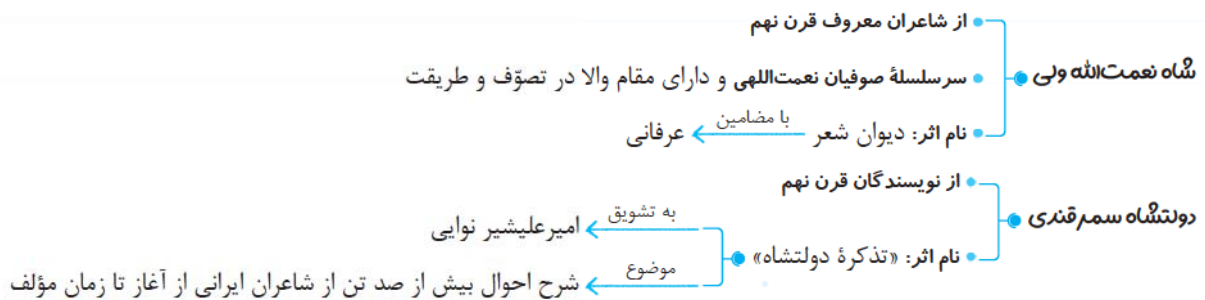 شاه نعمت‌الله ولی
از شاعران معروف قرن نهم
سرسلسلهٔ صوفیان نعمت‌اللهی و دارای مقام والا در تصوّف و طریقت
نام اثر: دیوان شعر با مضامین عرفانی
دولتشاه سمرقندی
از نویسندگان قرن نهم
نام اثر: «تذکرهٔ دولتشاه»
به تشویق امیرعلیشیر نوایی
موضوع شرح احوال بیش از صد تن از شاعران ایرانی از آغاز تا زمان مؤلف